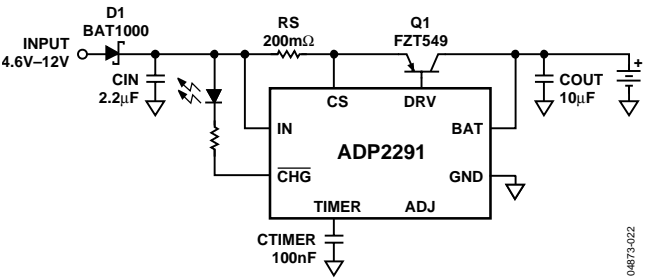 D1
BAT1000
INPUT
4.6V–12V
CIN
2.2μF
RS
200mΩ
Q1
FZT549
COUT
10μF
+
CS
DRV
IN
BAT
ADP2291
CHG
GND
TIMER
ADJ
CTIMER
100nF
04873-022